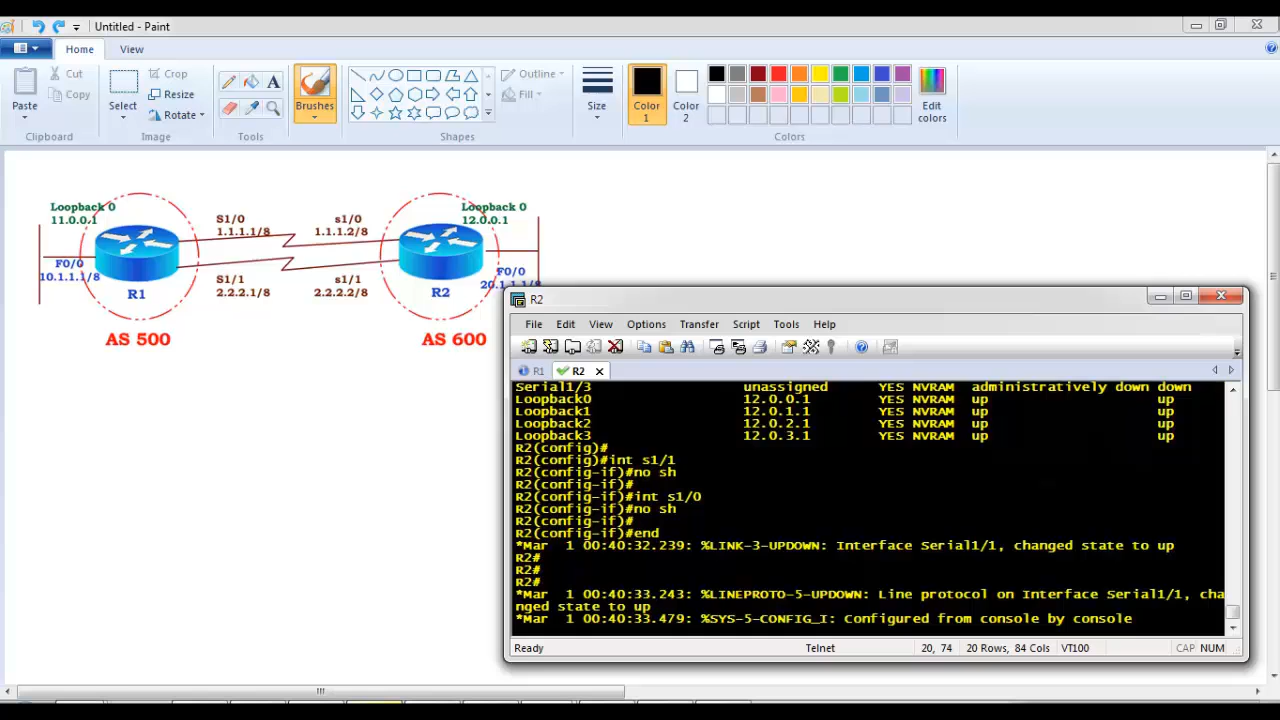 Untitled - Paint
Home
View
Paste
Cut
Copy
Clipboard
Select
Crop
Resize
Rotate
Image
Tools
Brushes
Shapes
Outline
Fill
Size
Color 1
Color 2
Colors
Edit colors
Loopback 0
11.0.0.1
S1/0
1.1.1.1/8
s1/0
1.1.1.2/8
Loopback 0
12.0.0.1
F0/0
10.1.1.1/8
S1/1
2.2.2.1/8
s1/1
2.2.2.2/8
F0/0
20.1.1.1/8
R1
R2
AS 500
AS 600
R2
File Edit View Options Transfer Script Tools Help
R1
R2
Serial1/3 unassigned YES NVRAM administratively down down
Loopback0 12.0.0.1 YES NVRAM up up
Loopback1 12.0.1.1 YES NVRAM up up
Loopback2 12.0.2.1 YES NVRAM up up
Loopback3 12.0.3.1 YES NVRAM up up
R2(config)#
R2(config)#int s1/1
R2(config-if)#no sh
R2(config-if)#
R2(config-if)#int s1/0
R2(config-if)#no sh
R2(config-if)#
R2(config-if)#end
*Mar 1 00:40:32.239: %LINK-3-UPDOWN: Interface Serial1/1, changed state to up
R2#
R2#
R2#
*Mar 1 00:40:33.243: %LINEPROTO-5-UPDOWN: Line protocol on Interface Serial1/1, cha
nged state to up
*Mar 1 00:40:33.479: %SYS-5-CONFIG_I: Configured from console by console
Ready Telnet 20, 74 20 Rows, 84 Cols VT100 CAP NUM